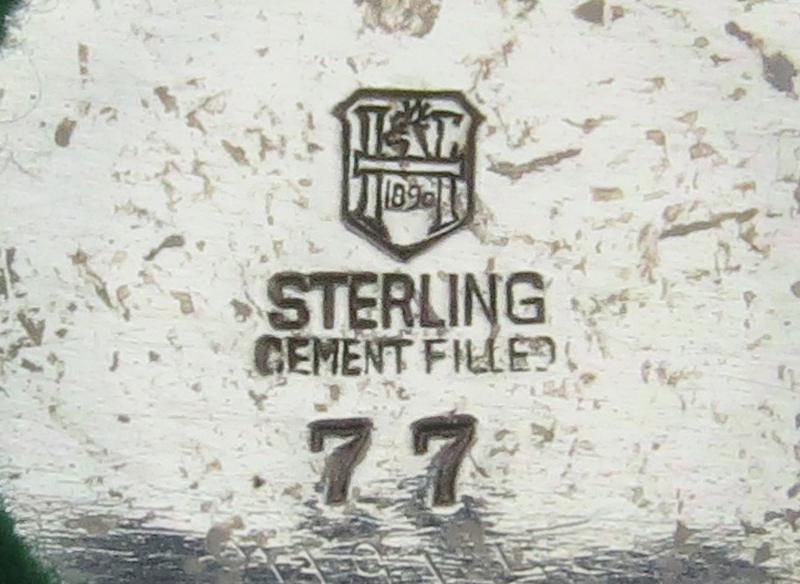 1890
STERLING
CEMENT FILLED
77